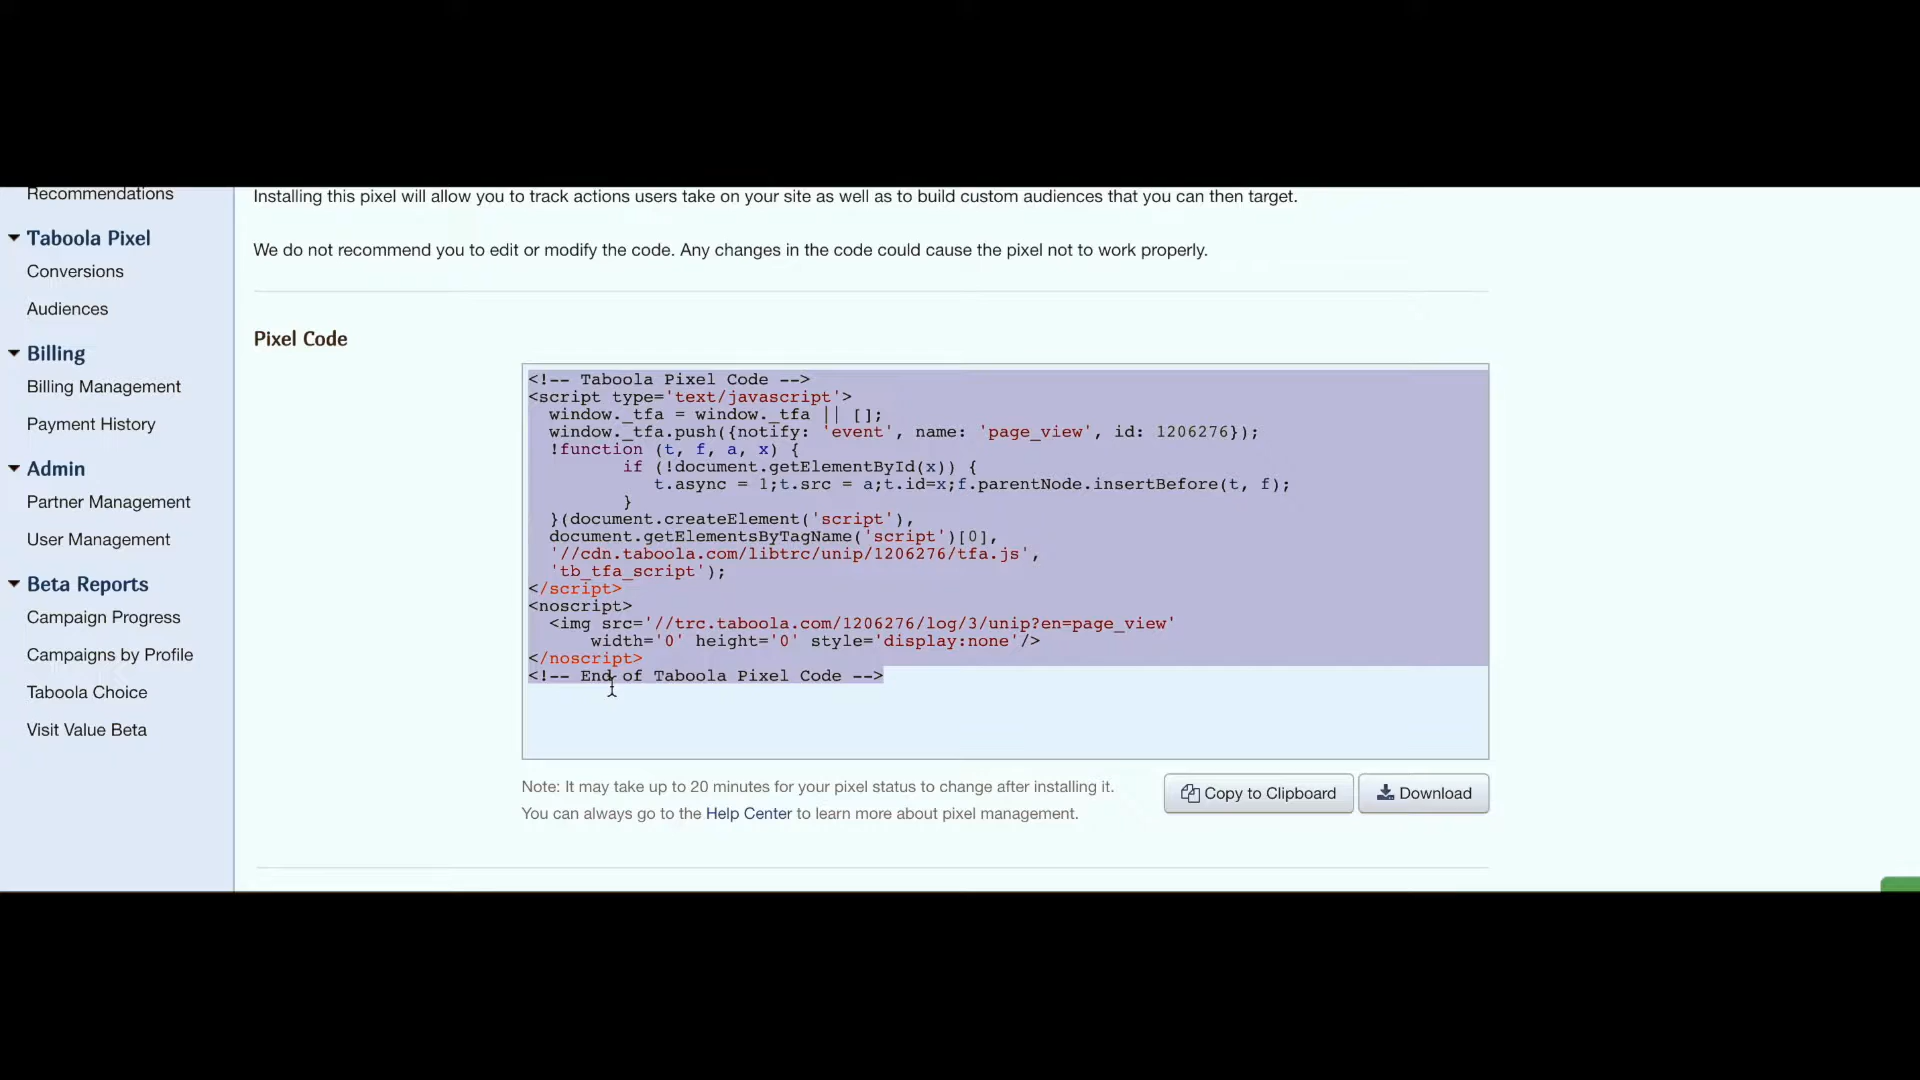 Recommendations
Taboola Pixel
Conversions
Audiences
Billing
Billing Management
Payment History
Admin
Partner Management
User Management
Beta Reports
Campaign Progress
Campaigns by Profile
Taboola Choice
Visit Value Beta
Installing this pixel will allow you to track actions users take on your site as well as to build custom audiences that you can then target.
We do not recommend you to edit or modify the code. Any changes in the code could cause the pixel not to work properly.
Pixel Code
<!-- Taboola Pixel Code -->
<script type='text/javascript'>
window._tfa = window._tfa || [];
window._tfa.push({notify: 'event', name: 'page_view', id: 1206276});
!function (t, f, a, x) {
if (!document.getElementById(x)) {
t.async = 1;t.src = a;t.id=x;f.parentNode.insertBefore(t, f);
}
}(document.createElement('script'),
document.getElementsByTagName('script')[0],
'//cdn.taboola.com/libtrc/unip/1206276/tfa.js',
'tb_tfa_script');
</script>
<noscript>
<img src='//trc.taboola.com/1206276/log/3/unip?en=page_view'
width='0' height='0' style='display:none'/>
</noscript>
<!-- End of Taboola Pixel Code -->
Note: It may take up to 20 minutes for your pixel status to change after installing it.
You can always go to the Help Center to learn more about pixel management.
Copy to Clipboard
Download